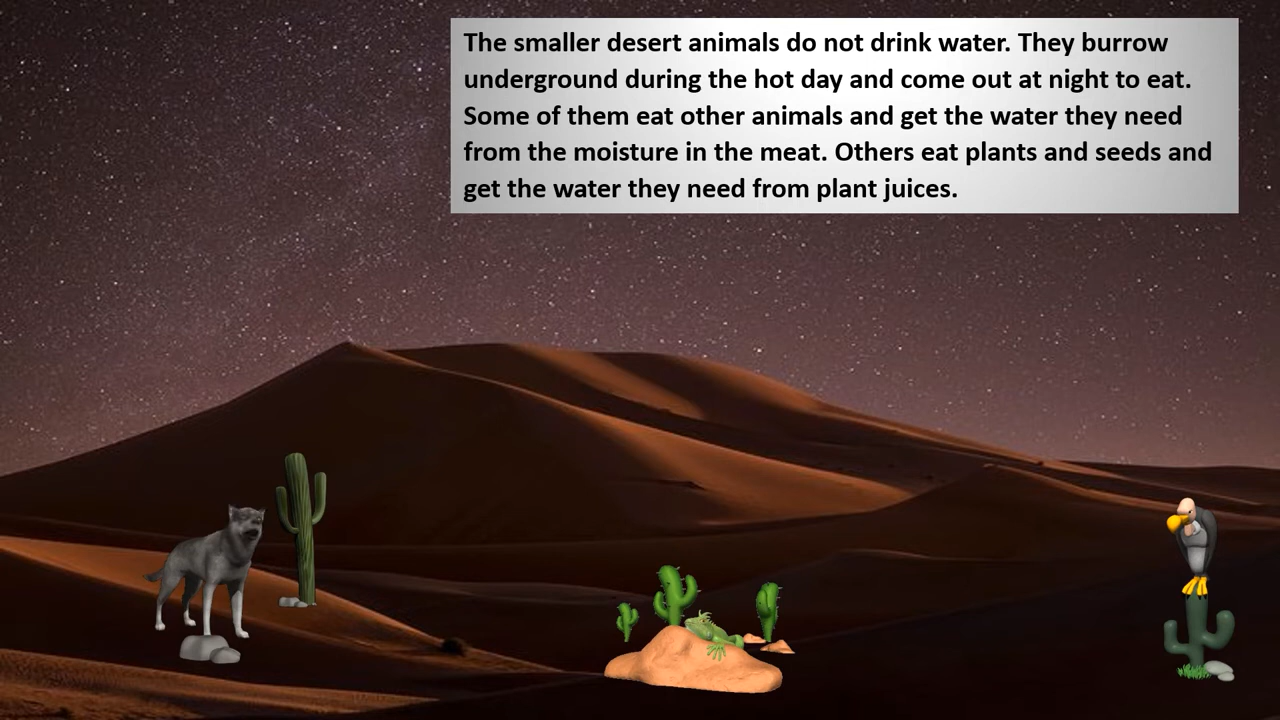 The smaller desert animals do not drink water. They burrow
underground during the hot day and come out at night to eat.
Some of them eat other animals and get the water they need
from the moisture in the meat. Others eat plants and seeds and
get the water they need from plant juices.